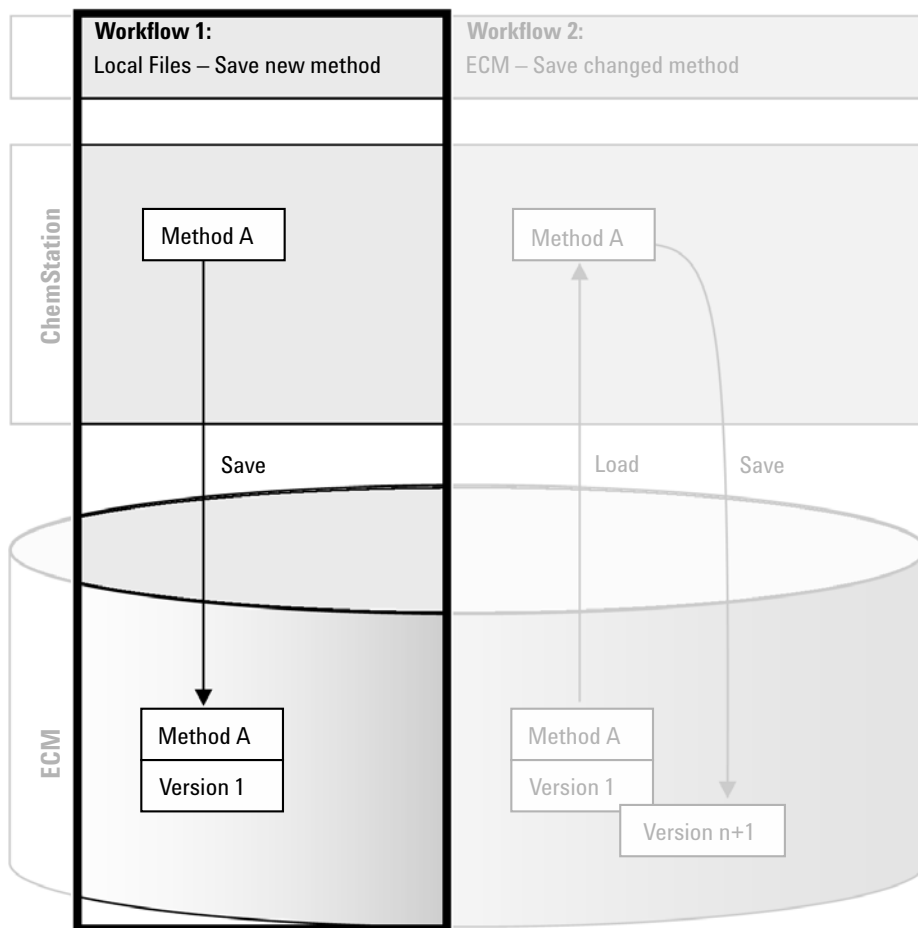 Workflow 1:
Local Files – Save new method
Workflow 2:
ECM – Save changed method
ChemStation
Method A
Method A
Save
Load
Save
ECM
Method A
Version 1
Method A
Version 1
Version n+1